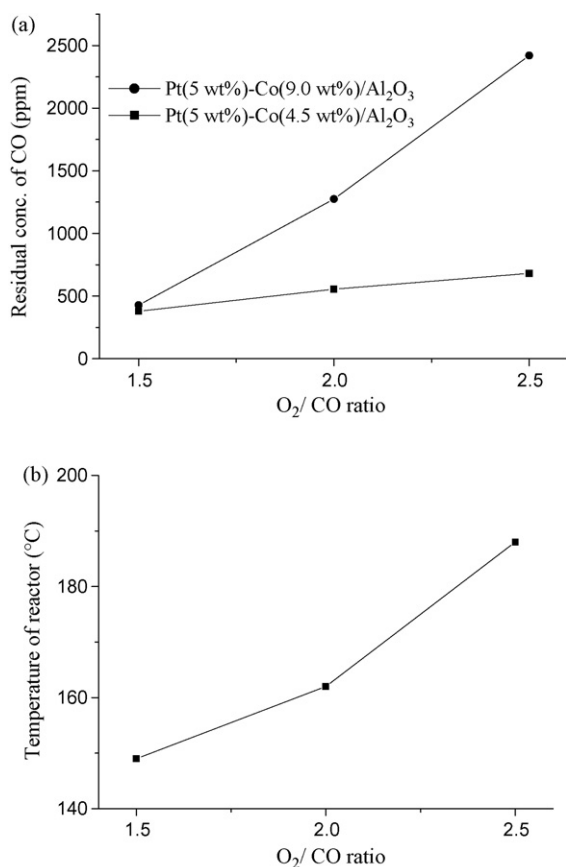 (a)
2500
2000
1500
1000
500
0
Residual conc. of CO (ppm)
Pt(5 wt%)-Co(9.0 wt%)/Al₂O₃
Pt(5 wt%)-Co(4.5 wt%)/Al₂O₃
1.5 2.0 2.5
O₂/ CO ratio
(b)
200
180
160
140
Temperature of reactor (°C)
1.5 2.0 2.5
O₂/ CO ratio